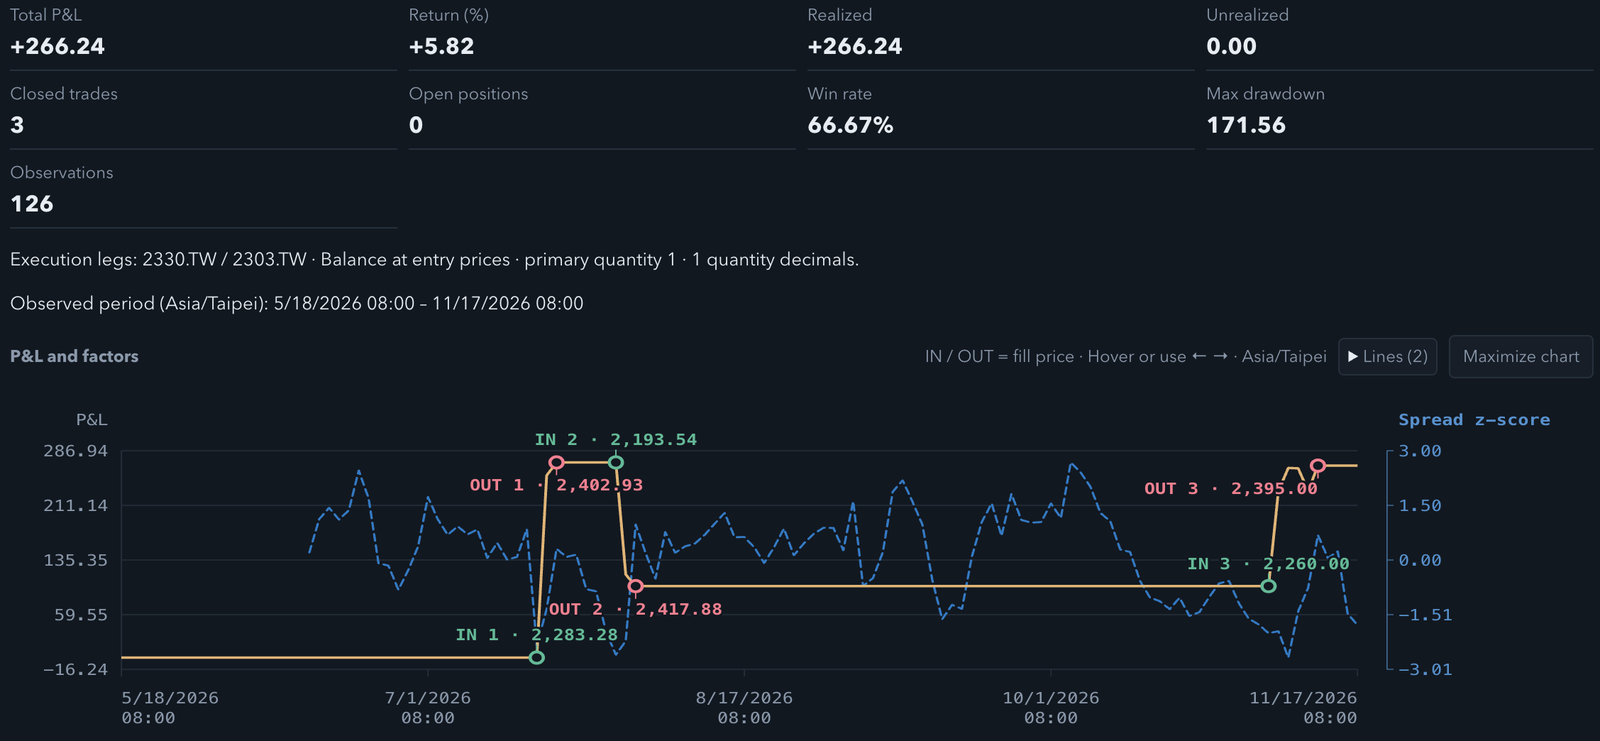 Total P&L
+266.24
Return (%)
+5.82
Realized
+266.24
Unrealized
0.00
Closed trades
3
Open positions
0
Win rate
66.67%
Max drawdown
171.56
Observations
126
Execution legs: 2330.TW / 2303.TW · Balance at entry prices · primary quantity 1 · 1 quantity decimals.
Observed period (Asia/Taipei): 5/18/2026 08:00 – 11/17/2026 08:00
P&L and factors
IN / OUT = fill price · Hover or use ← → · Asia/Taipei
▶ Lines (2)
Maximize chart
P&L
Spread z-score
286.94
211.14
135.35
59.55
−16.24
IN 2 · 2,193.54
OUT 1 · 2,402.93
OUT 3 · 2,395.00
IN 3 · 2,260.00
OUT 2 · 2,417.88
IN 1 · 2,283.28
3.00
1.50
0.00
−1.51
−3.01
5/18/2026
08:00
7/1/2026
08:00
8/17/2026
08:00
10/1/2026
08:00
11/17/2026
08:00